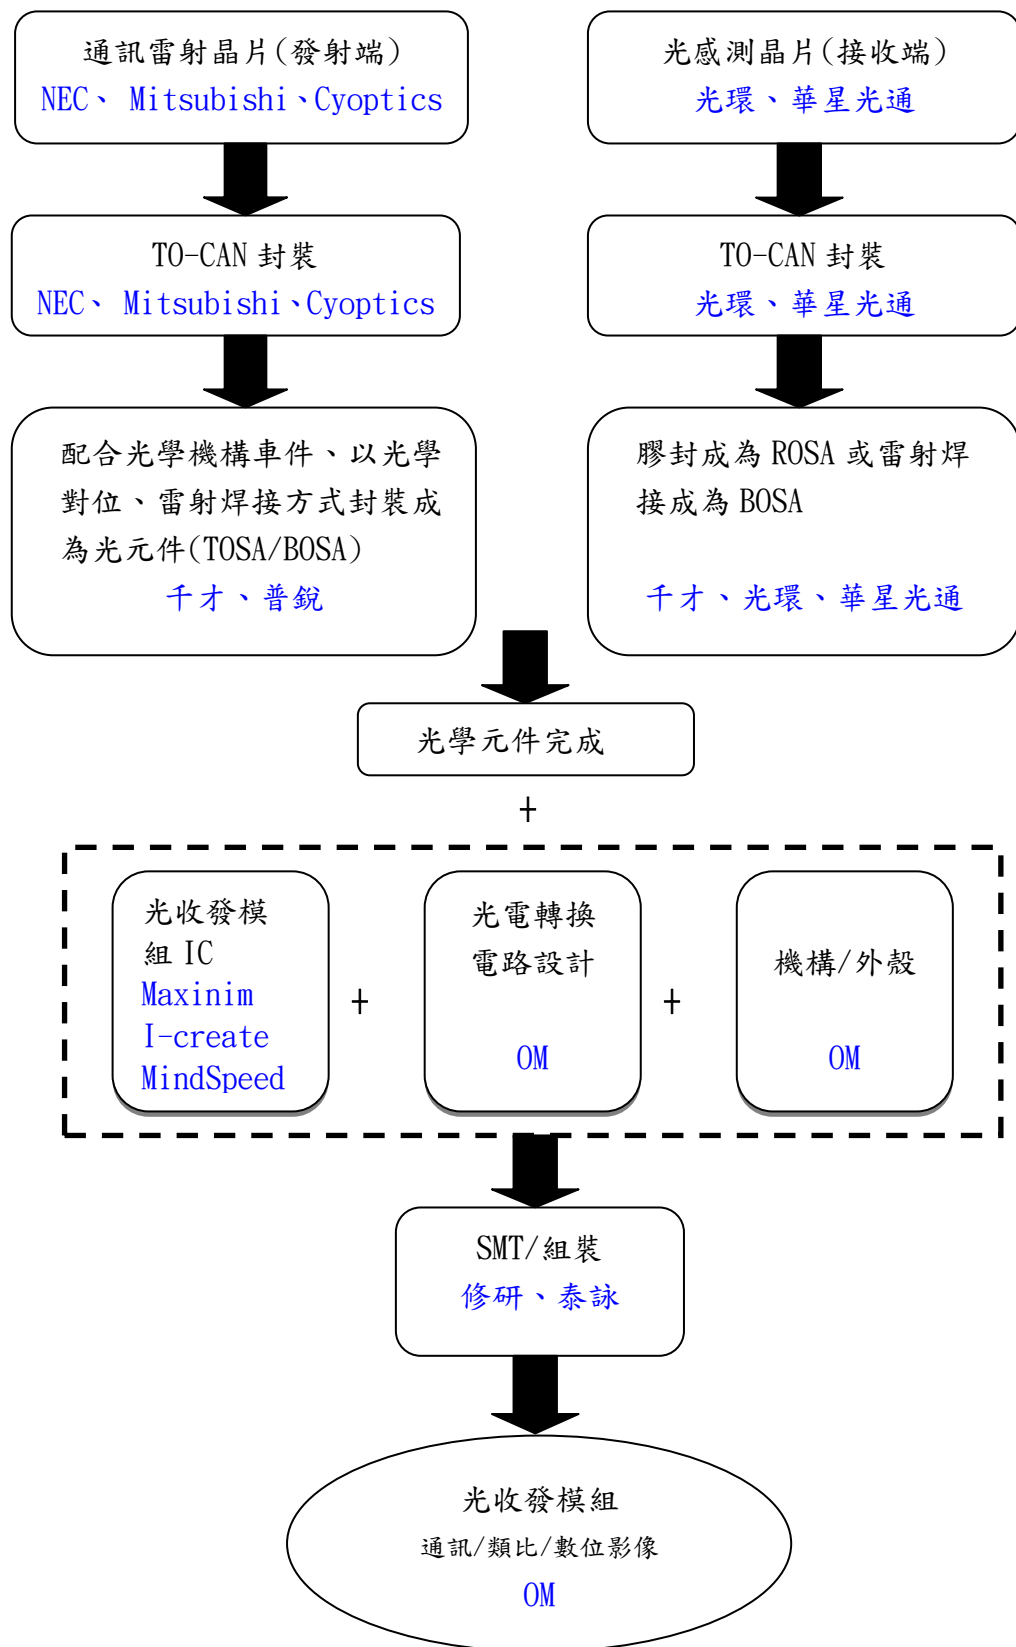 通訊雷射晶片(發射端)
NEC、 Mitsubishi、Cyoptics
光感測晶片(接收端)
光環、華星光通
TO-CAN 封裝
NEC、 Mitsubishi、Cyoptics
TO-CAN 封裝
光環、華星光通
配合光學機構車件、以光學
對位、雷射焊接方式封裝成
為光元件(TOSA/BOSA)
千才、普銳
膠封成為 ROSA 或雷射焊
接成為 BOSA
千才、光環、華星光通
光學元件完成
+
光收發模
組 IC
Maxinim
I-create
MindSpeed
+
光電轉換
電路設計
OM
+
機構/外殼
OM
SMT/組裝
修研、泰詠
光收發模組
通訊/類比/數位影像
OM